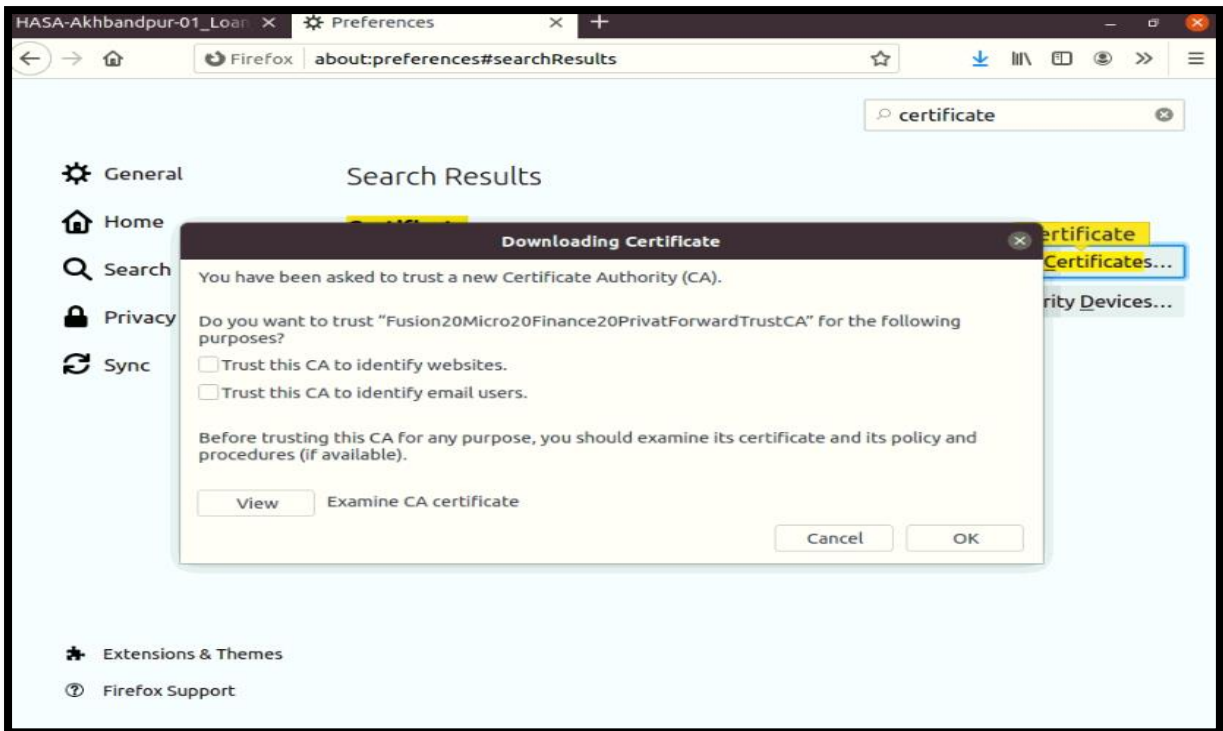 HASA-Akhbandpur-01_Loan
Preferences
Firefox about:preferences#searchResults
certificate
General
Search Results
Home
Downloading Certificate
Search
You have been asked to trust a new Certificate Authority (CA).
Certificates...
Privacy
Do you want to trust “Fusion20Micro20Finance20PrivatForwardTrustCA” for the following
purposes?
Devices...
Sync
Trust this CA to identify websites.
Trust this CA to identify email users.
Before trusting this CA for any purpose, you should examine its certificate and its policy and
procedures (if available).
View Examine CA certificate
Cancel OK
Extensions & Themes
Firefox Support